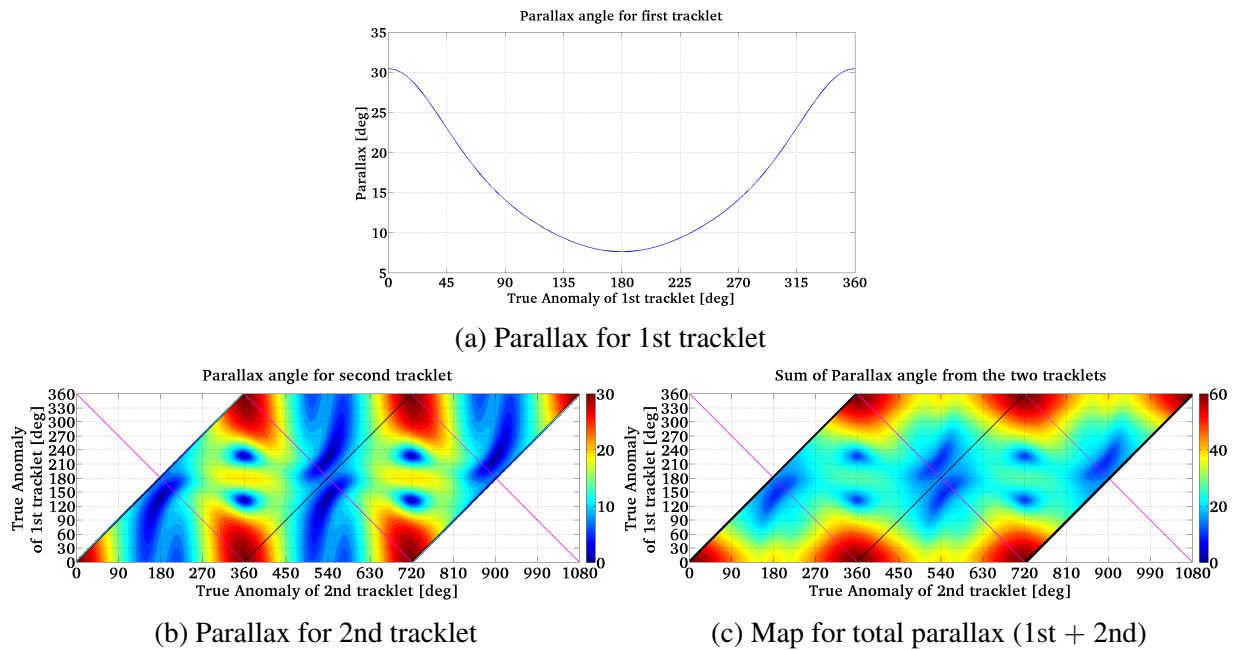 Parallax angle for first tracklet
35
30
25
20
15
10
5
Parallax [deg]
0 45 90 135 180 225 270 315 360
True Anomaly of 1st tracklet [deg]
(a) Parallax for 1st tracklet
Parallax angle for second tracklet
360
330
300
270
240
210
180
150
120
90
60
30
0
True Anomaly
of 1st tracklet [deg]
0 90 180 270 360 450 540 630 720 810 900 990 1080
True Anomaly of 2nd tracklet [deg]
30
20
10
0
(b) Parallax for 2nd tracklet
Sum of Parallax angle from the two tracklets
360
330
300
270
240
210
180
150
120
90
60
30
0
True Anomaly
of 1st tracklet [deg]
0 90 180 270 360 450 540 630 720 810 900 990 1080
True Anomaly of 2nd tracklet [deg]
60
40
20
0
(c) Map for total parallax (1st + 2nd)